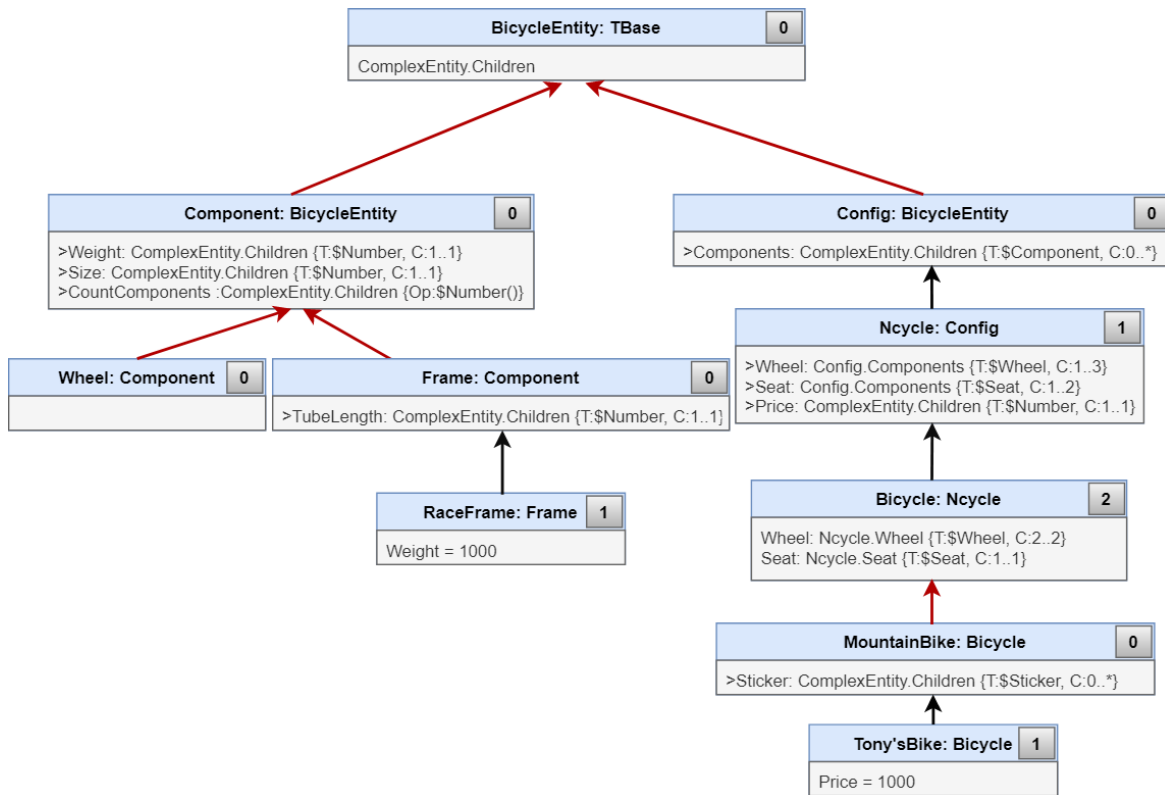 BicycleEntity: TBase 0
ComplexEntity.Children
Component: BicycleEntity 0
>Weight: ComplexEntity.Children {T:$Number, C:1..1}
>Size: ComplexEntity.Children {T:$Number, C:1..1}
>CountComponents :ComplexEntity.Children {Op:$Number()}
Config: BicycleEntity 0
>Components: ComplexEntity.Children {T:$Component, C:0..*}
Wheel: Component 0
Frame: Component 0
>TubeLength: ComplexEntity.Children {T:$Number, C:1..1}
Ncycle: Config 1
>Wheel: Config.Components {T:$Wheel, C:1..3}
>Seat: Config.Components {T:$Seat, C:1..2}
>Price: ComplexEntity.Children {T:$Number, C:1..1}
RaceFrame: Frame 1
Weight = 1000
Bicycle: Ncycle 2
Wheel: Ncycle.Wheel {T:$Wheel, C:2..2}
Seat: Ncycle.Seat {T:$Seat, C:1..1}
MountainBike: Bicycle 0
>Sticker: ComplexEntity.Children {T:$Sticker, C:0..*}
Tony'sBike: Bicycle 1
Price = 1000